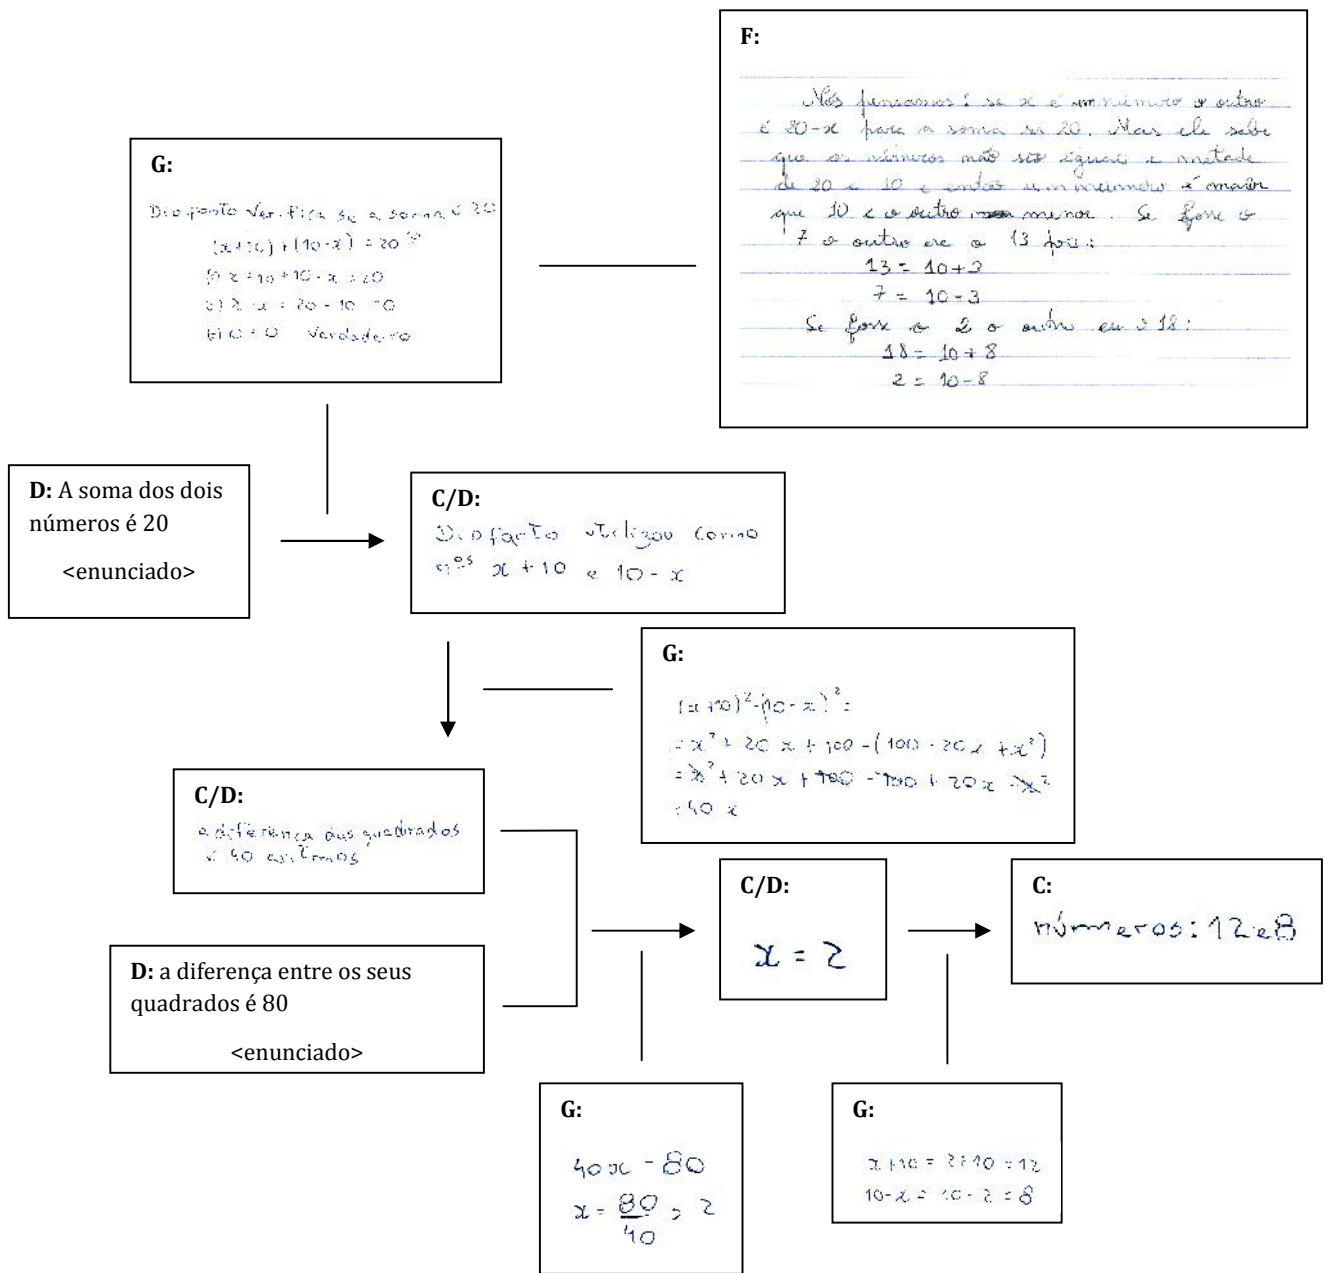 F:
Nós pensamos: se x é um número o outro
é 20-x para a soma ser 20. Mas ele sabe
que os números não são iguais e metade
de 20 é 10 e então um número é maior
que 10 e o outro menor. Se fosse o
7 o outro era o 13 pois:
13 = 10+3
7 = 10-3
Se fosse o 2 o outro era o 18:
18 = 10+8
2 = 10-8
G:
Diofanto verifica se a soma é 20
(x+10)+(10-x)=20
x+10+10-x=20
0=0 Verdadeiro
D: A soma dos dois
números é 20
<enunciado>
C/D:
Diofanto utilizou como
nºs x+10 e 10-x
G:
(x+10)²-(10-x)²=
=x²+20x+100-(100-20x+x²)
=x²+20x+100-100+20x-x²
=40x
C/D:
a diferença dos quadrados
é 40
D: a diferença entre os seus
quadrados é 80
<enunciado>
C/D:
x = 2
C:
números: 12 e 8
G:
40x = 80
x = 80/40 = 2
G:
x+10 = 2+10 = 12
10-x = 10-2 = 8